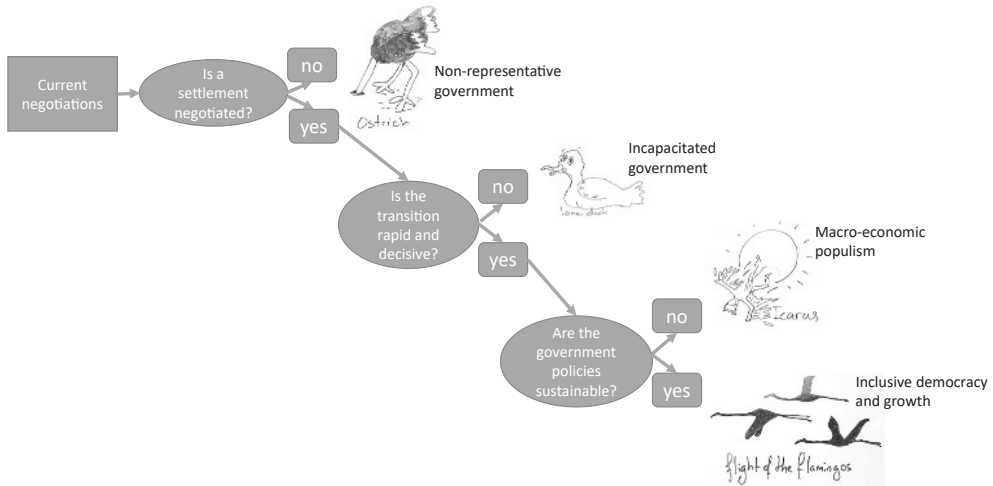 Current
negotiations
Is a
settlement
negotiated?
no
yes
Ostrich
Non-representative
government
Is the
transition
rapid and
decisive?
no
yes
lame duck
Incapacitated
government
Are the
government
policies
sustainable?
no
yes
Icarus
Macro-economic
populism
Inclusive democracy
and growth
flight of the flamingos